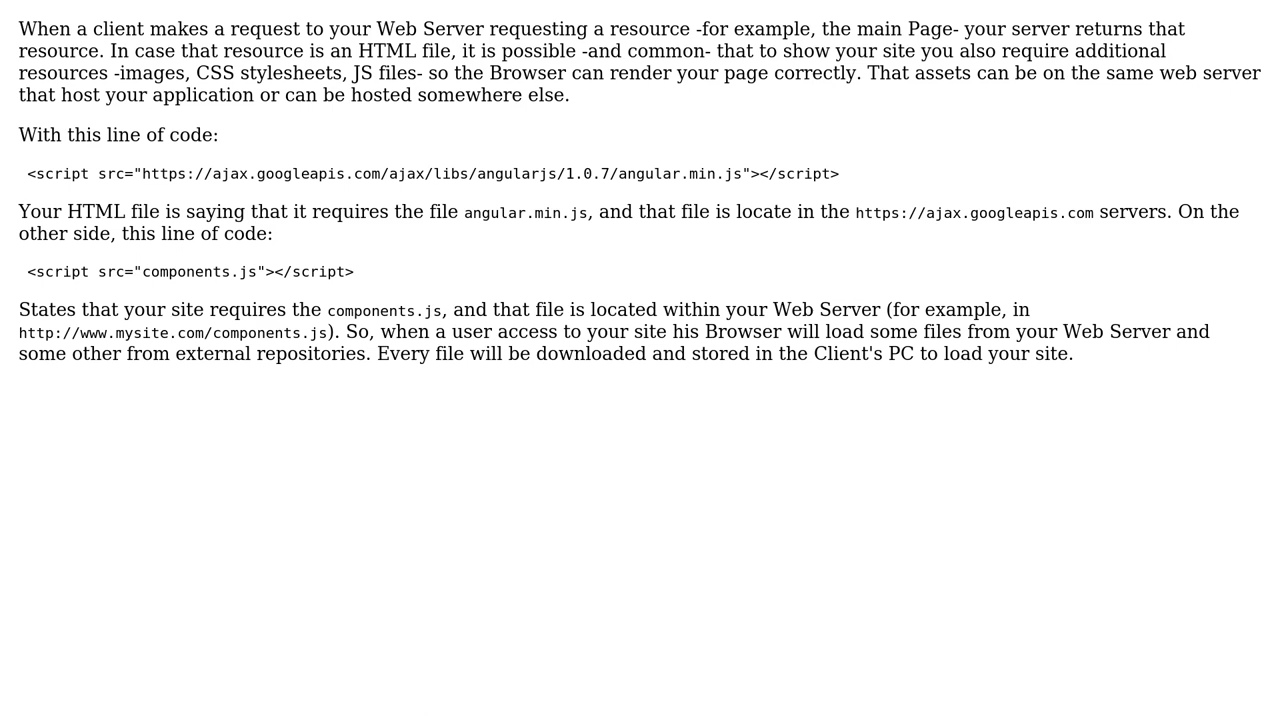 When a client makes a request to your Web Server requesting a resource -for example, the main Page- your server returns that
resource. In case that resource is an HTML file, it is possible -and common- that to show your site you also require additional
resources -images, CSS stylesheets, JS files- so the Browser can render your page correctly. That assets can be on the same web server
that host your application or can be hosted somewhere else.
With this line of code:
<script src="https://ajax.googleapis.com/ajax/libs/angularjs/1.0.7/angular.min.js"></script>
Your HTML file is saying that it requires the file angular.min.js, and that file is locate in the https://ajax.googleapis.com servers. On the
other side, this line of code:
<script src="components.js"></script>
States that your site requires the components.js, and that file is located within your Web Server (for example, in
http://www.mysite.com/components.js). So, when a user access to your site his Browser will load some files from your Web Server and
some other from external repositories. Every file will be downloaded and stored in the Client's PC to load your site.